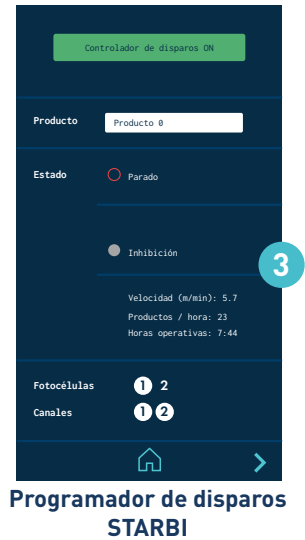 Controlador de disparos ON
Producto Producto 0
Estado Parado
Inhibición
3
Velocidad (m/min): 5.7
Productos / hora: 23
Horas operativas: 7:44
Fotocélulas 1 2
Canales 1 2
Programador de disparos
STARBI